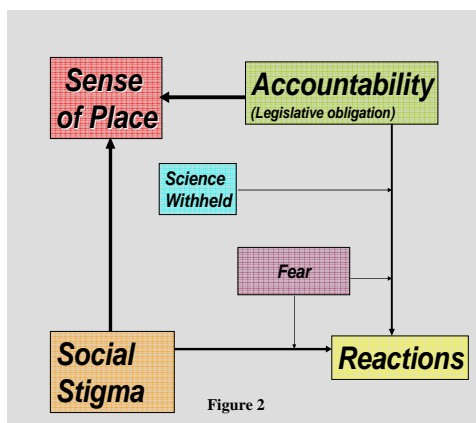 Sense
of Place
Accountability
(Legislative obligation)
Science
Withheld
Fear
Social
Stigma
Reactions
Figure 2